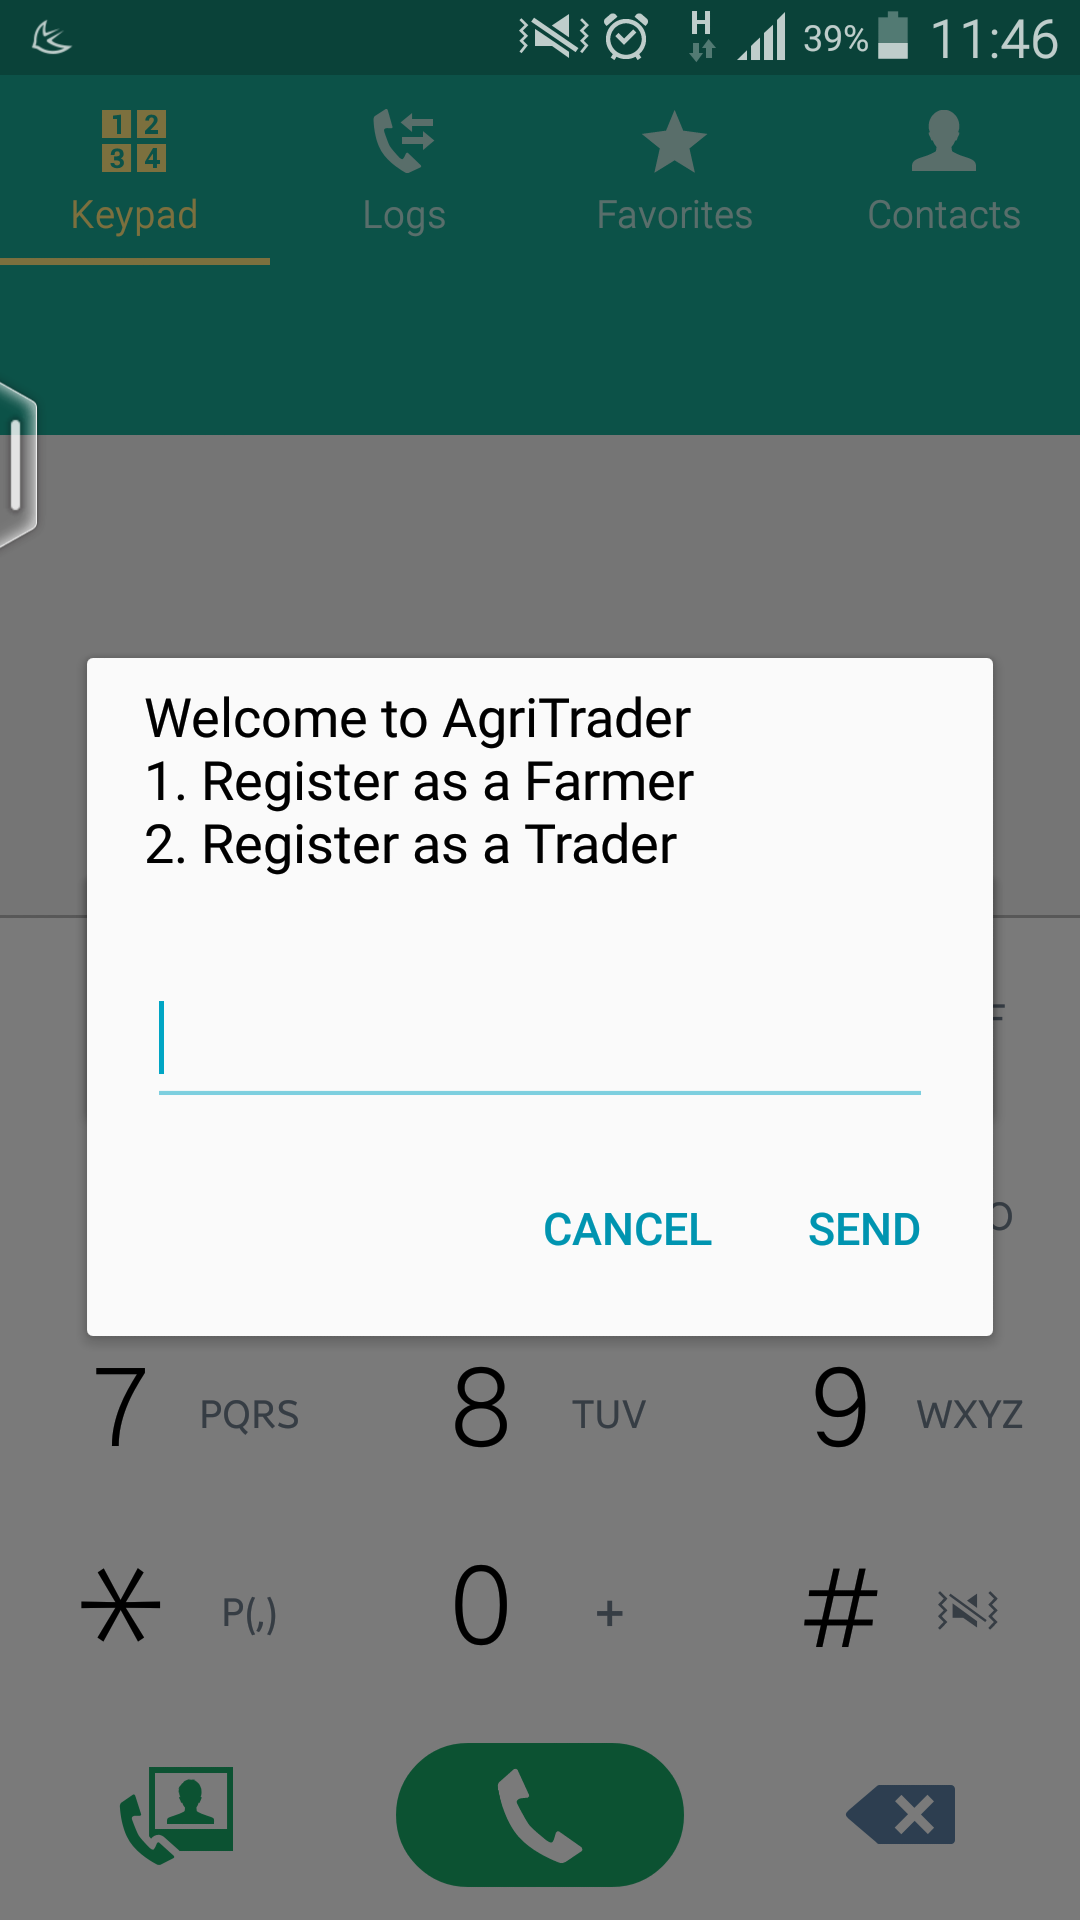 H 39% 11:46
1 2
3 4
Keypad Logs Favorites Contacts
Welcome to AgriTrader
1. Register as a Farmer
2. Register as a Trader
CANCEL SEND
7 PQRS 8 TUV 9 WXYZ
* P(,) 0 + #